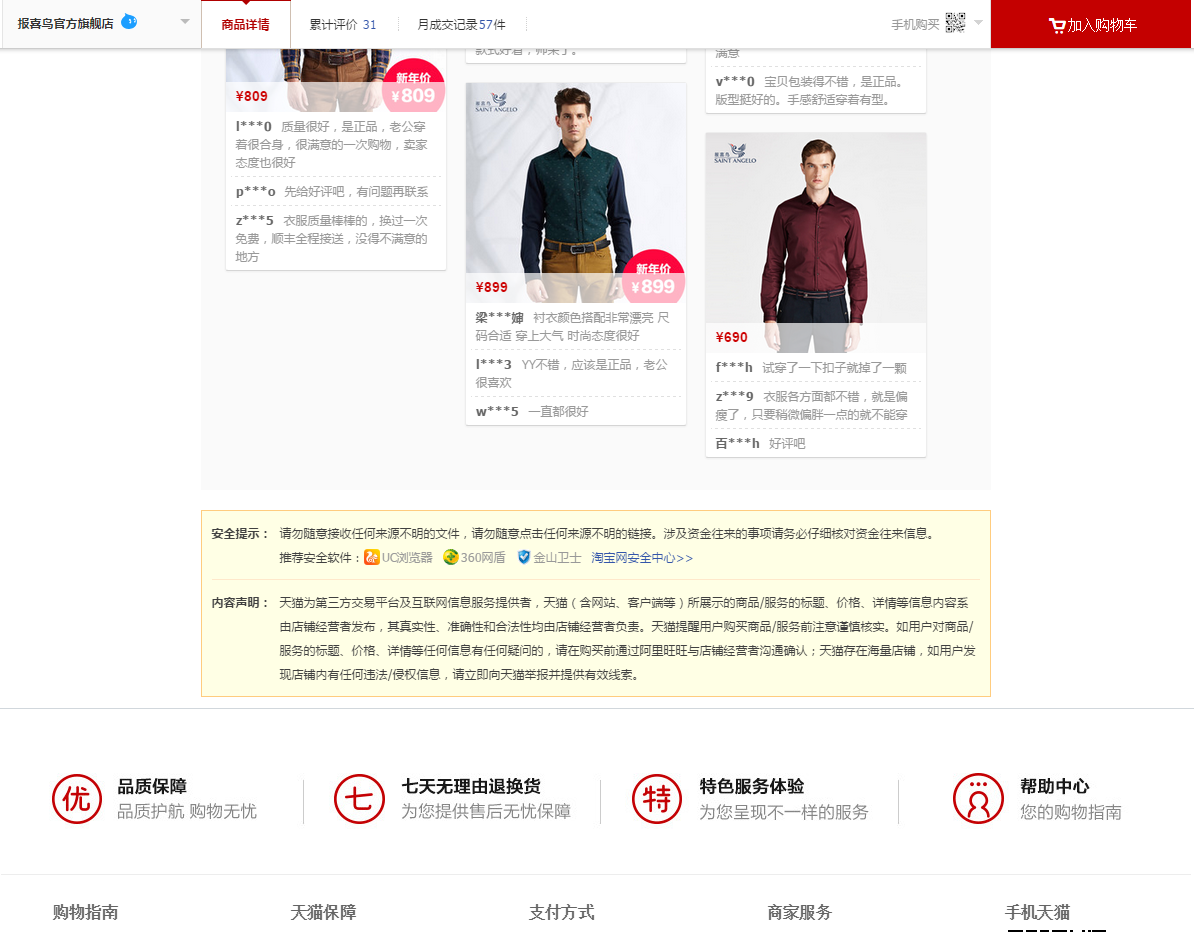 报喜鸟官方旗舰店
商品详情
累计评价 31
月成交记录57件
手机购买
加入购物车
¥809
新年价
¥809
l***0 质量很好，是正品，老公穿
着很合身，很满意的一次购物，卖家
态度也很好
p***o 先给好评吧，有问题再联系
z***5 衣服质量棒棒的，换过一次
免费，顺丰全程接送，没得不满意的
地方
款式好看，帅呆了。
报喜鸟
SAINT ANGELO
¥899
新年价
¥899
梁***婶 衬衣颜色搭配非常漂亮 尺
码合适 穿上大气 时尚态度很好
l***3 YY不错，应该是正品，老公
很喜欢
w***5 一直都很好
满意
v***0 宝贝包装得不错，是正品。
版型挺好的。手感舒适穿着有型。
报喜鸟
SAINT ANGELO
¥690
f***h 试穿了一下扣子就掉了一颗
z***9 衣服各方面都不错，就是偏
瘦了，只要稍微偏胖一点的就不能穿
百***h 好评吧
安全提示： 请勿随意接收任何来源不明的文件，请勿随意点击任何来源不明的链接。涉及资金往来的事项请务必仔细核对资金往来信息。
推荐安全软件： UC浏览器 360网盾 金山卫士 淘宝网安全中心>>
内容声明： 天猫为第三方交易平台及互联网信息服务提供者，天猫（含网站、客户端等）所展示的商品/服务的标题、价格、详情等信息内容系
由店铺经营者发布，其真实性、准确性和合法性均由店铺经营者负责。天猫提醒用户购买商品/服务前注意谨慎核实。如用户对商品/
服务的标题、价格、详情等任何信息有任何疑问的，请在购买前通过阿里旺旺与店铺经营者沟通确认；天猫存在海量店铺，如用户发
现店铺内有任何违法/侵权信息，请立即向天猫举报并提供有效线索。
优
品质保障
品质护航 购物无忧
七
七天无理由退换货
为您提供售后无忧保障
特
特色服务体验
为您呈现不一样的服务
帮助中心
您的购物指南
购物指南
天猫保障
支付方式
商家服务
手机天猫